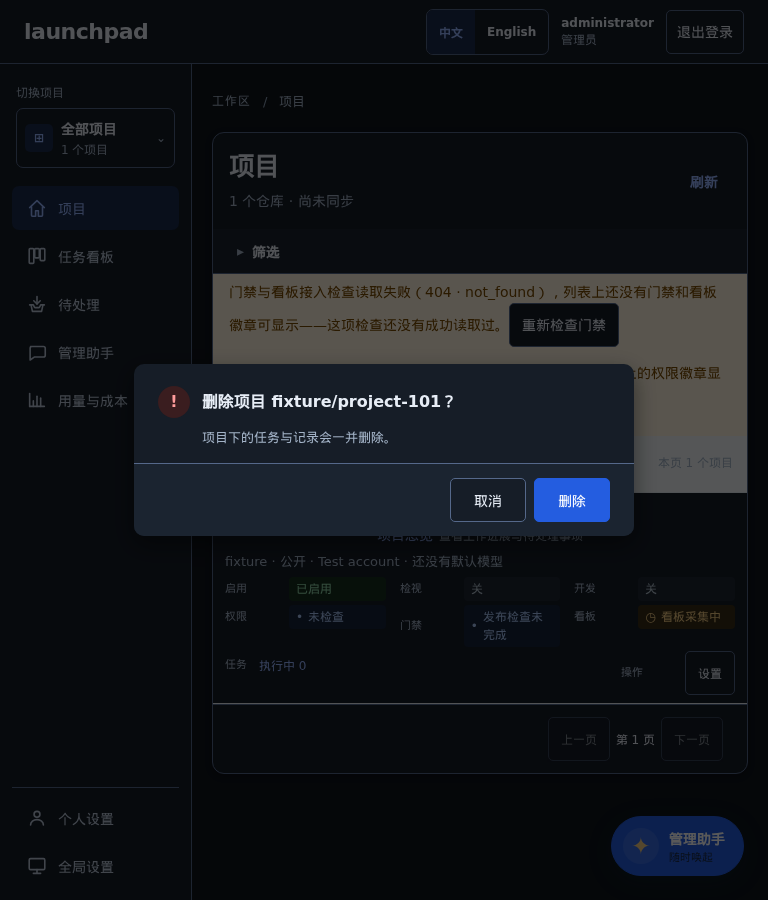 launchpad
中文
English
administrator
管理员
退出登录
切换项目
全部项目
1 个项目
项目
任务看板
待处理
管理助手
用量与成本
个人设置
全局设置
工作区 / 项目
项目
1 个仓库 · 尚未同步
刷新
▸ 筛选
门禁与看板接入检查读取失败（404 · not_found），列表上还没有门禁和看板
徽章可显示——这项检查还没有成功读取过。 重新检查门禁
的权限徽章显
本页 1 个项目
!
删除项目 fixture/project-101？
项目下的任务与记录会一并删除。
取消
删除
fixture · 公开 · Test account · 还没有默认模型
启用 已启用 检视 关 开发 关
权限 • 未检查 门禁 • 发布检查未
完成
看板 看板采集中
任务 执行中 0
操作 设置
上一页 第 1 页 下一页
管理助手
随时唤起